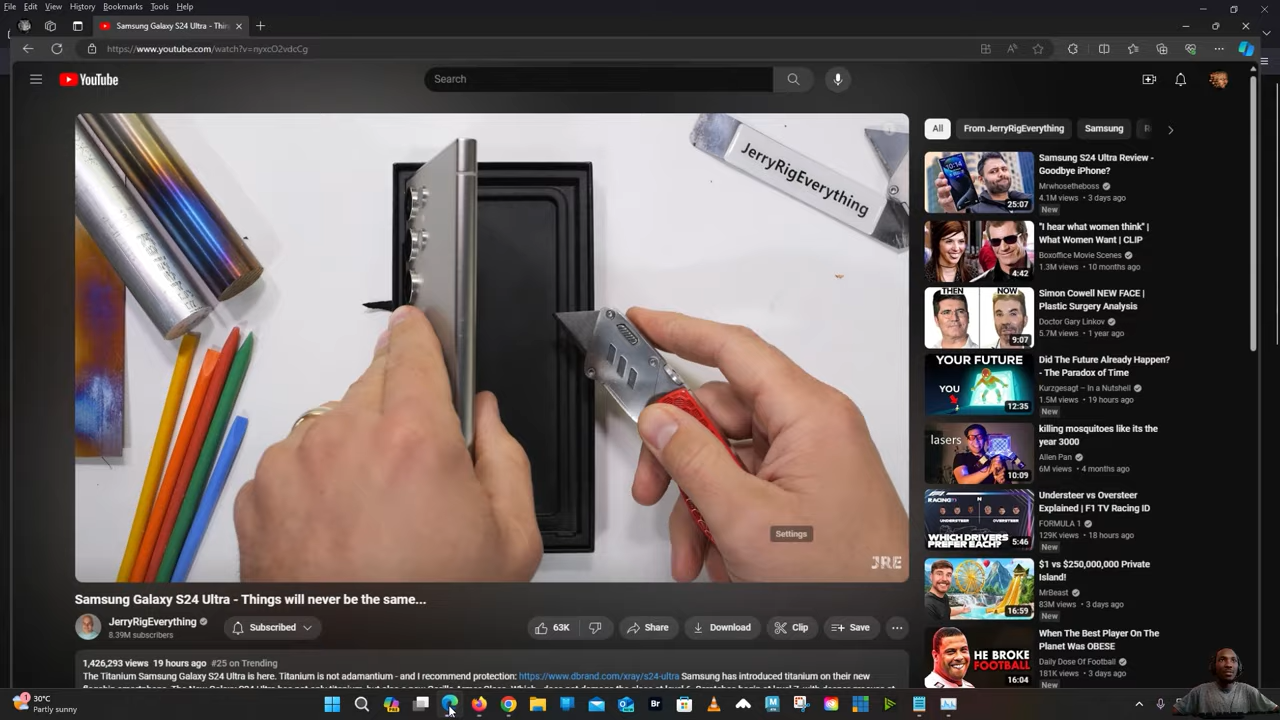 File Edit View History Bookmarks Tools Help
Samsung Galaxy S24 Ultra - Thin
https://www.youtube.com/watch?v=nyxcO2vdcCg
YouTube
Search
JerryRigEverything
Settings
JRE
Samsung Galaxy S24 Ultra - Things will never be the same...
JerryRigEverything
8.39M subscribers
Subscribed
63K
Share
Download
Clip
Save
1,426,293 views 19 hours ago #25 on Trending
The Titanium Samsung Galaxy S24 Ultra is here. Titanium is not adamantium - and I recommend protection: https://www.dbrand.com/xray/s24-ultra Samsung has introduced titanium on their new
All
From JerryRigEverything
Samsung
Samsung S24 Ultra Review -
Goodbye iPhone?
Mrwhosetheboss
4.1M views • 3 days ago
New
25:07
"I hear what women think" |
What Women Want | CLIP
Boxoffice Movie Scenes
1.3M views • 10 months ago
4:42
THEN NOW
Simon Cowell NEW FACE |
Plastic Surgery Analysis
Doctor Gary Linkov
5.7M views • 1 year ago
9:07
YOUR FUTURE
YOU
Did The Future Already Happen?
- The Paradox of Time
Kurzgesagt – In a Nutshell
1.5M views • 19 hours ago
New
12:35
lasers
killing mosquitoes like its the
year 3000
Allen Pan
6M views • 4 months ago
10:09
RACING
UNDERSTEER VS OVERSTEER
WHICH DRIVERS
PREFER EACH?
Understeer vs Oversteer
Explained | F1 TV Racing ID
FORMULA 1
129K views • 18 hours ago
New
5:46
$1 vs $250,000,000 Private
Island!
MrBeast
83M views • 3 days ago
New
16:59
HE BROKE
FOOTBALL
When The Best Player On The
Planet Was OBESE
Daily Dose Of Football
181K views • 3 days ago
New
16:04
30°C
Partly sunny
Br